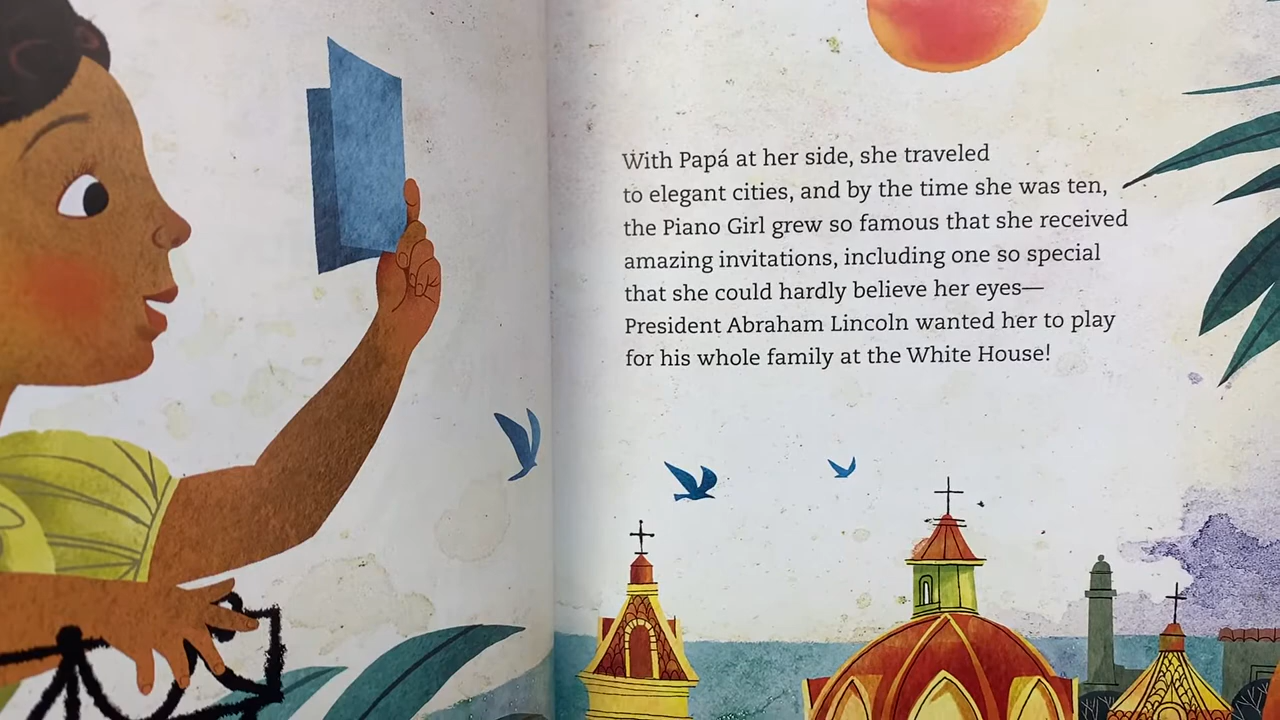 With Papá at her side, she traveled
to elegant cities, and by the time she was ten,
the Piano Girl grew so famous that she received
amazing invitations, including one so special
that she could hardly believe her eyes—
President Abraham Lincoln wanted her to play
for his whole family at the White House!